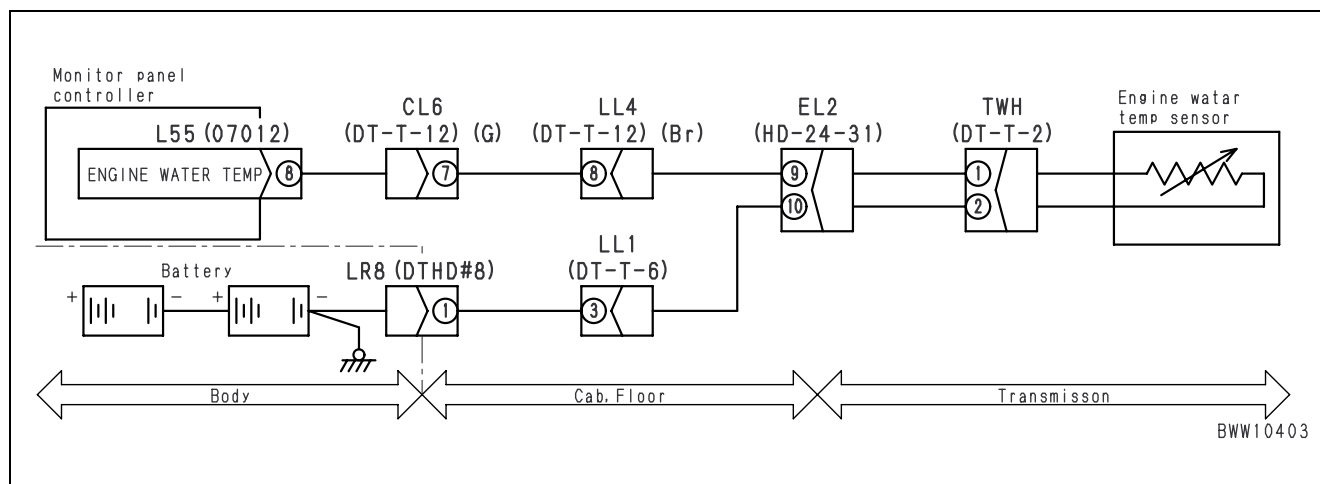 Monitor panel
controller
L55 (07012)
ENGINE WATER TEMP
8
CL6
(DT-T-12) (G)
7
LL4
(DT-T-12) (Br)
8
EL2
(HD-24-31)
9
10
TWH
(DT-T-2)
1
2
Engine watar
temp sensor
Battery
+ - + -
LR8 (DTHD#8)
1
LL1
(DT-T-6)
3
Body
Cab, Floor
Transmisson
BWW10403